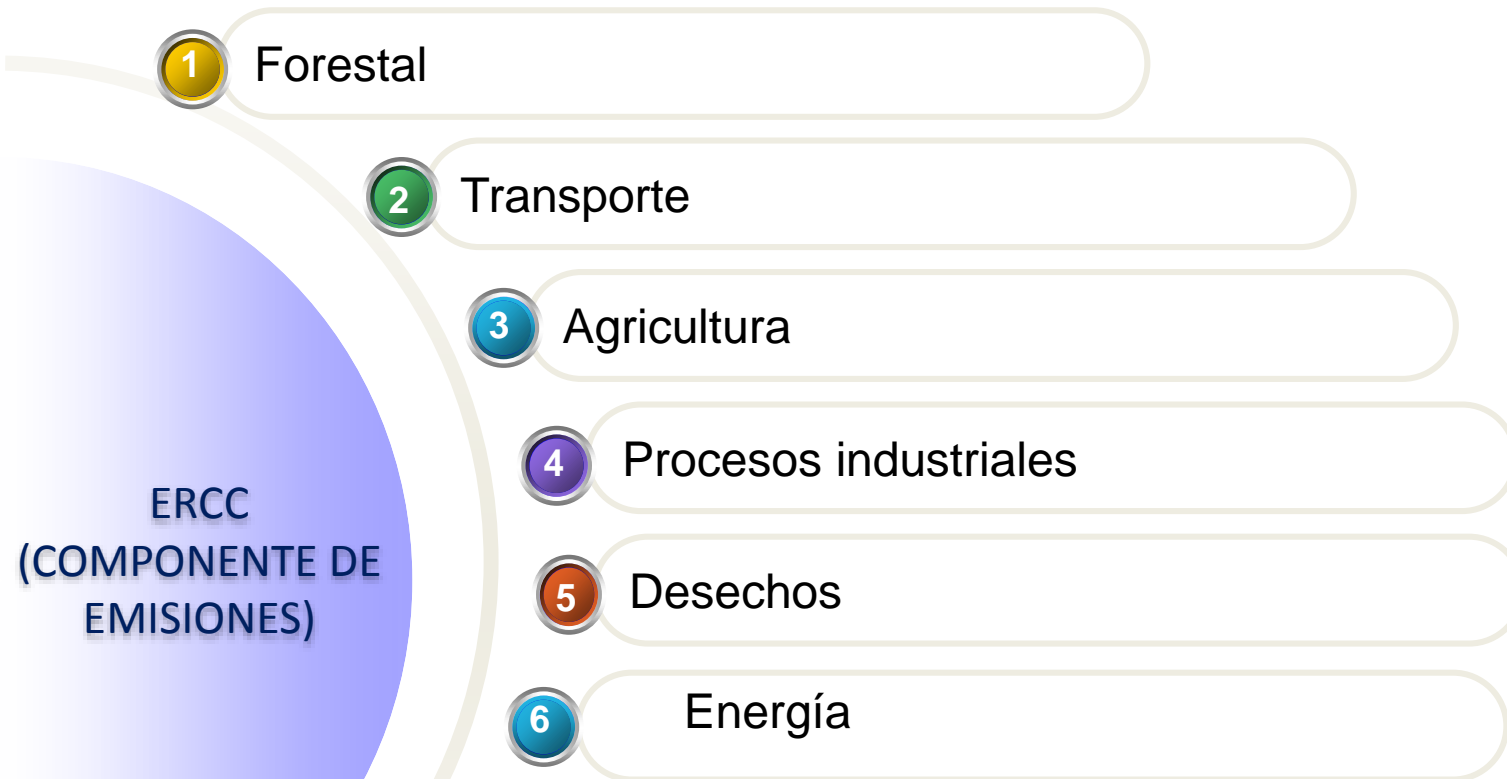 1 Forestal
2 Transporte
3 Agricultura
4 Procesos industriales
5 Desechos
6 Energía
ERCC
(COMPONENTE DE
EMISIONES)